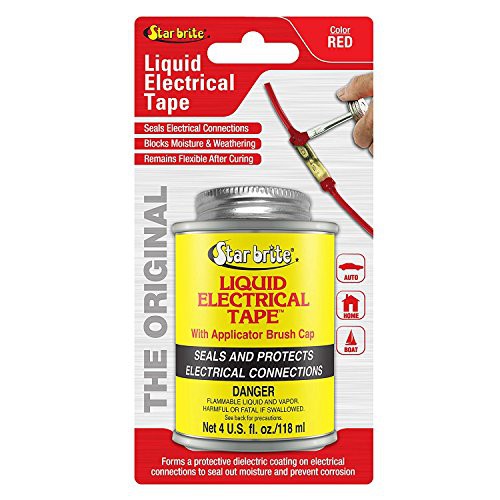 Star brite®
Color
RED
Liquid
Electrical
Tape
Seals Electrical Connections
Blocks Moisture & Weathering
Remains Flexible After Curing
THE ORIGINAL
Star brite®
LIQUID
ELECTRICAL
TAPE™
With Applicator Brush Cap
SEALS AND PROTECTS
ELECTRICAL CONNECTIONS
DANGER
FLAMMABLE LIQUID AND VAPOR.
HARMFUL OR FATAL IF SWALLOWED.
See back for precautions.
Net 4 U.S. fl. oz./118 ml
AUTO
HOME
BOAT
Forms a protective dielectric coating on electrical
connections to seal out moisture and prevent corrosion